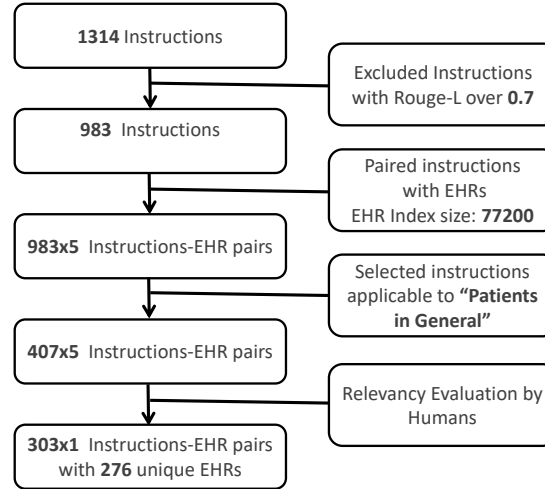 1314 Instructions
Excluded Instructions
with Rouge-L over 0.7
983 Instructions
Paired instructions
with EHRs
EHR Index size: 77200
983x5 Instructions-EHR pairs
Selected instructions
applicable to “Patients
in General”
407x5 Instructions-EHR pairs
Relevancy Evaluation by
Humans
303x1 Instructions-EHR pairs
with 276 unique EHRs